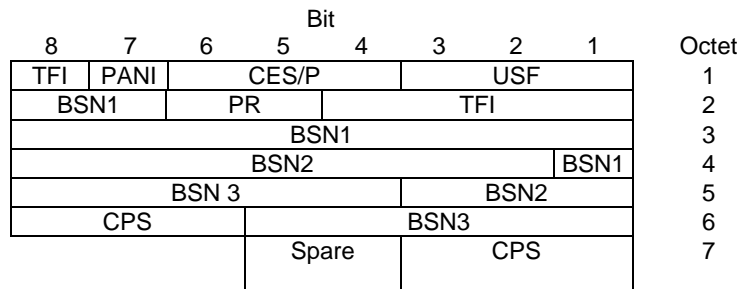 Bit
8 7 6 5 4 3 2 1 Octet
TFI PANI CES/P USF 1
BSN1 PR TFI 2
BSN1 3
BSN2 BSN1 4
BSN 3 BSN2 5
CPS BSN3 6
Spare CPS 7